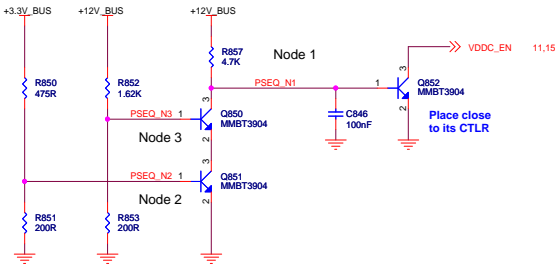 +3.3V_BUS
+12V_BUS
+12V_BUS
R857
4.7K
Node 1
3
VDDC_EN 11,15
R850
475R
R852
1.62K
PSEQ_N1
1
Q852
MMBT3904
3
2
PSEQ_N3 1
Q850
MMBT3904
C846
100nF
Place close
to its CTLR
Node 3
2
3
PSEQ_N2 1
Q851
MMBT3904
Node 2
2
R851
200R
R853
200R